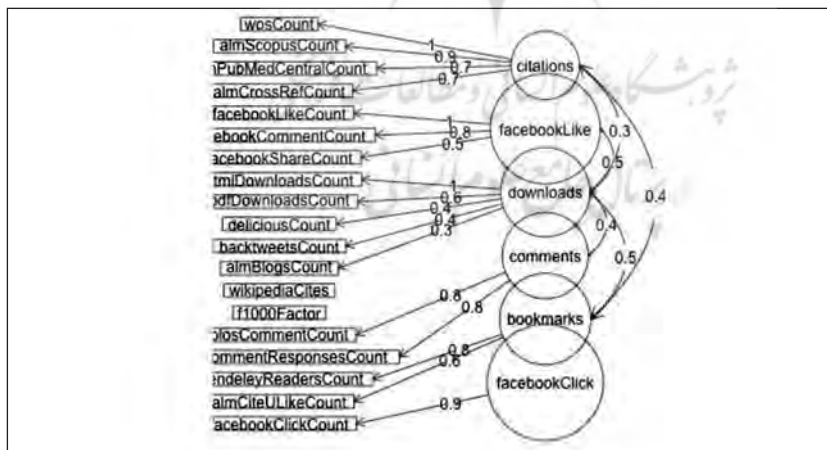 wosCount
almScopusCount
nPubMedCentralCount
almCrossRefCount
facebookLikeCount
ebookCommentCount
acebookShareCount
tmlDownloadsCount
odfDownloadsCount
deliciousCount
backtweetsCount
almBlogsCount
wikipediaCites
f1000Factor
plosCommentCount
ommentResponsesCount
endeleyReadersCount
almCiteULikeCount
acebookClickCount
1
0.9
0.7
0.7
1
0.8
0.5
1
0.6
0.4
0.4
0.3
0.8
0.8
0.8
0.6
0.9
citations
facebookLike
downloads
comments
bookmarks
facebookClick
0.3
0.5
0.4
0.4
0.5